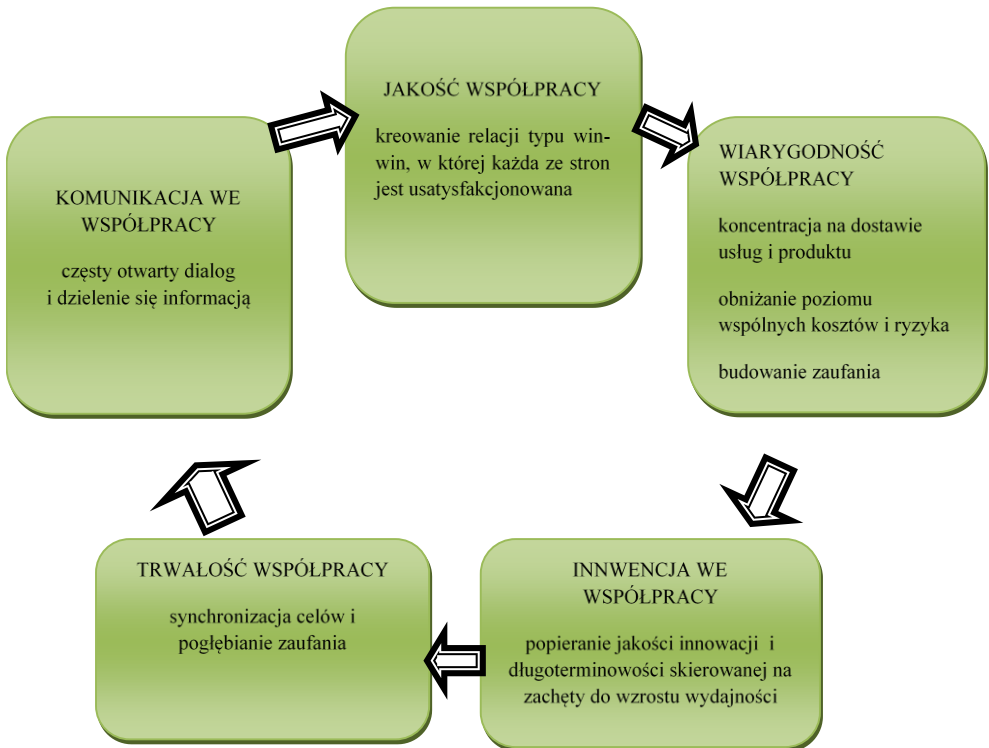 JAKOŚĆ WSPÓŁPRACY
kreowanie relacji typu win-
win, w której każda ze stron
jest usatysfakcjonowana
WIARYGODNOŚĆ
WSPÓŁPRACY
koncentracja na dostawie
usług i produktu
obniżanie poziomu
wspólnych kosztów i ryzyka
budowanie zaufania
INNWENCJA WE
WSPÓŁPRACY
popieranie jakości innowacji i
długoterminowości skierowanej na
zachęty do wzrostu wydajności
TRWAŁOŚĆ WSPÓŁPRACY
synchronizacja celów i
pogłębianie zaufania
KOMUNIKACJA WE
WSPÓŁPRACY
częsty otwarty dialog
i dzielenie się informacją